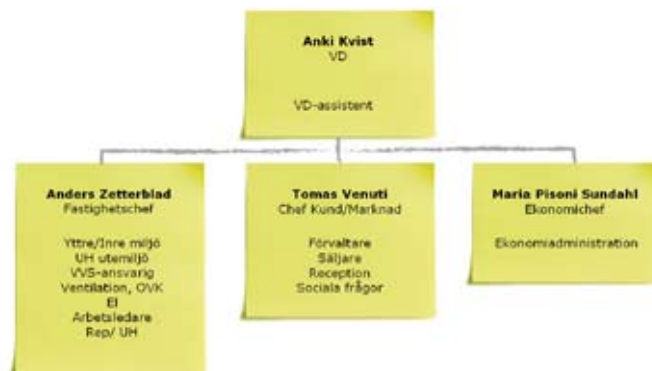 Anki Kvist
VD
VD-assistent
Anders Zetterblad
Fastighetschef
Yttre/Inre miljö
UH utemiljö
VVS-ansvarig
Ventilation, OVK
El
Arbetsledare
Rep/ UH
Tomas Venuti
Chef Kund/Marknad
Förvaltare
Säljare
Reception
Sociala frågor
Maria Pisoni Sundahl
Ekonomichef
Ekonomiadministration